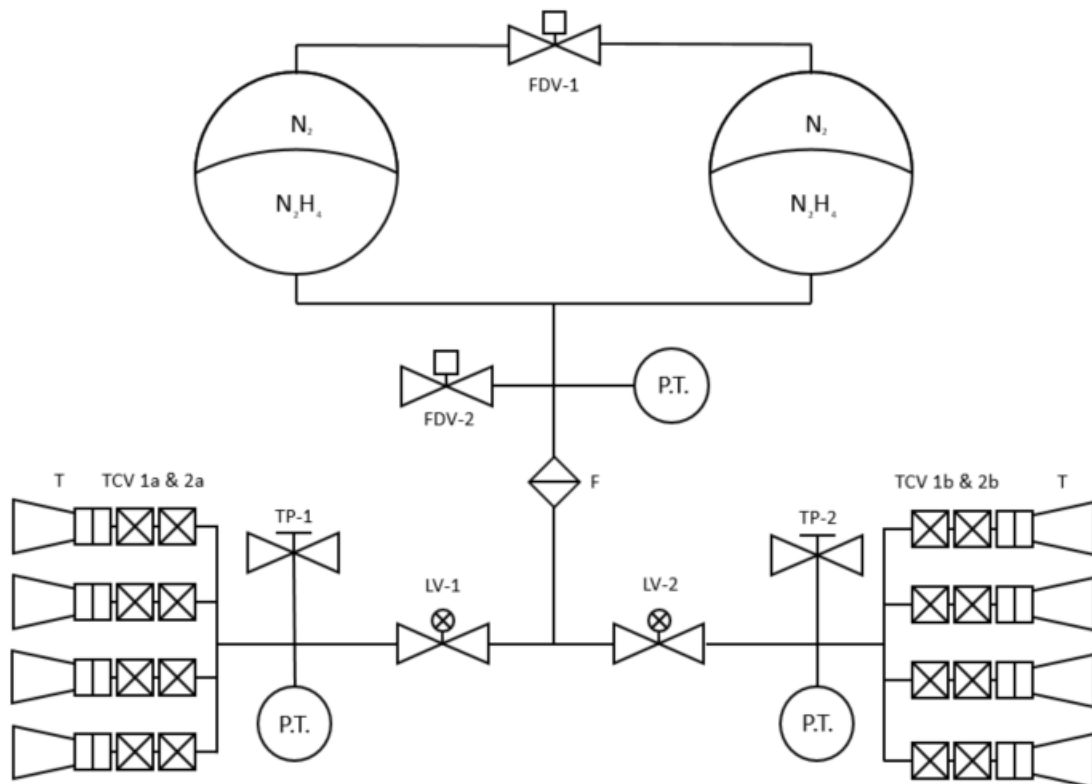 FDV-1
N₂
N₂
N₂H₄
N₂H₄
FDV-2
P.T.
F
T
TCV 1a & 2a
TP-1
LV-1
LV-2
TP-2
TCV 1b & 2b
T
P.T.
P.T.